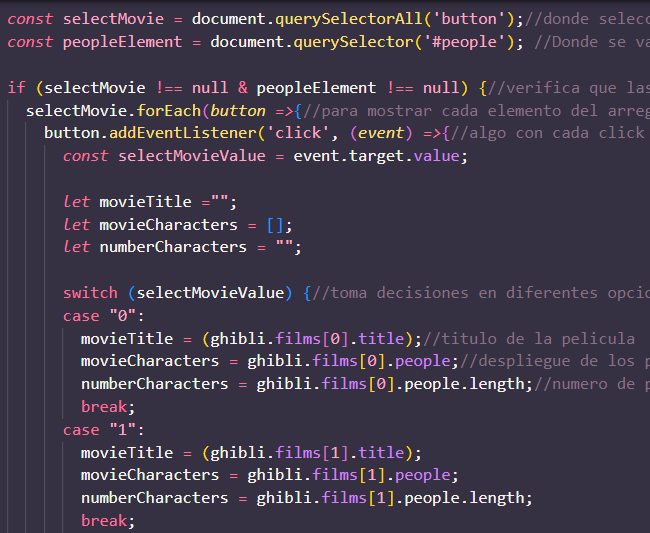 const selectMovie = document.querySelectorAll('button');//donde selecc
const peopleElement = document.querySelector('#people'); //Donde se va
if (selectMovie !== null & peopleElement !== null) {//verifica que las
selectMovie.forEach(button =>{//para mostrar cada elemento del arreg
button.addEventListener('click', (event) =>{//algo con cada click
const selectMovieValue = event.target.value;
let movieTitle ="";
let movieCharacters = [];
let numberCharacters = "";
switch (selectMovieValue) {//toma decisiones en diferentes opcio
case "0":
movieTitle = (ghibli.films[0].title);//titulo de la pelicula
movieCharacters = ghibli.films[0].people;//despliegue de los p
numberCharacters = ghibli.films[0].people.length;//numero de p
break;
case "1":
movieTitle = (ghibli.films[1].title);
movieCharacters = ghibli.films[1].people;
numberCharacters = ghibli.films[1].people.length;
break;